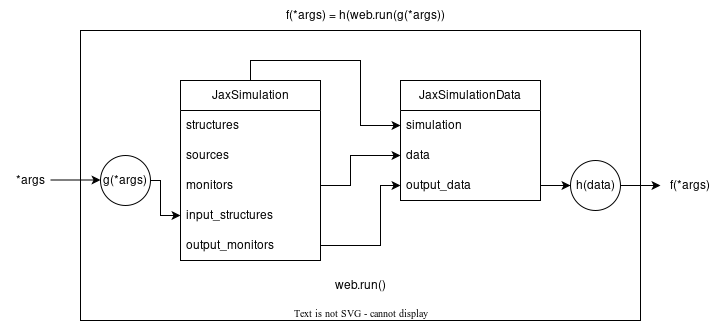 f(*args) = h(web.run(g(*args))
JaxSimulation
JaxSimulationData
structures
simulation
sources
data
*args
g(*args)
monitors
output_data
h(data)
f(*args)
input_structures
output_monitors
web.run()
Text is not SVG - cannot display